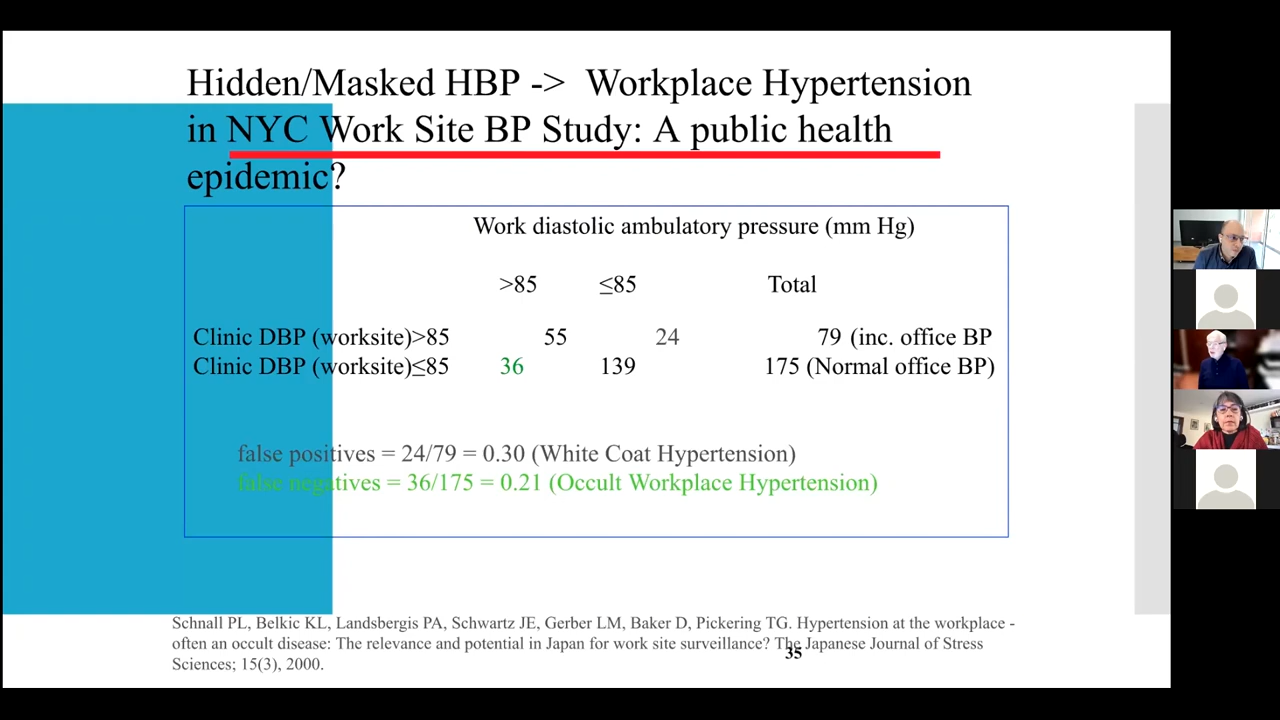 Hidden/Masked HBP -> Workplace Hypertension
in NYC Work Site BP Study: A public health
epidemic?
Work diastolic ambulatory pressure (mm Hg)
>85 ≤85 Total
Clinic DBP (worksite)>85 55 24 79 (inc. office BP
Clinic DBP (worksite)≤85 36 139 175 (Normal office BP)
false positives = 24/79 = 0.30 (White Coat Hypertension)
false negatives = 36/175 = 0.21 (Occult Workplace Hypertension)
Schnall PL, Belkic KL, Landsbergis PA, Schwartz JE, Gerber LM, Baker D, Pickering TG. Hypertension at the workplace -
often an occult disease: The relevance and potential in Japan for work site surveillance? The Japanese Journal of Stress
Sciences; 15(3), 2000.
35